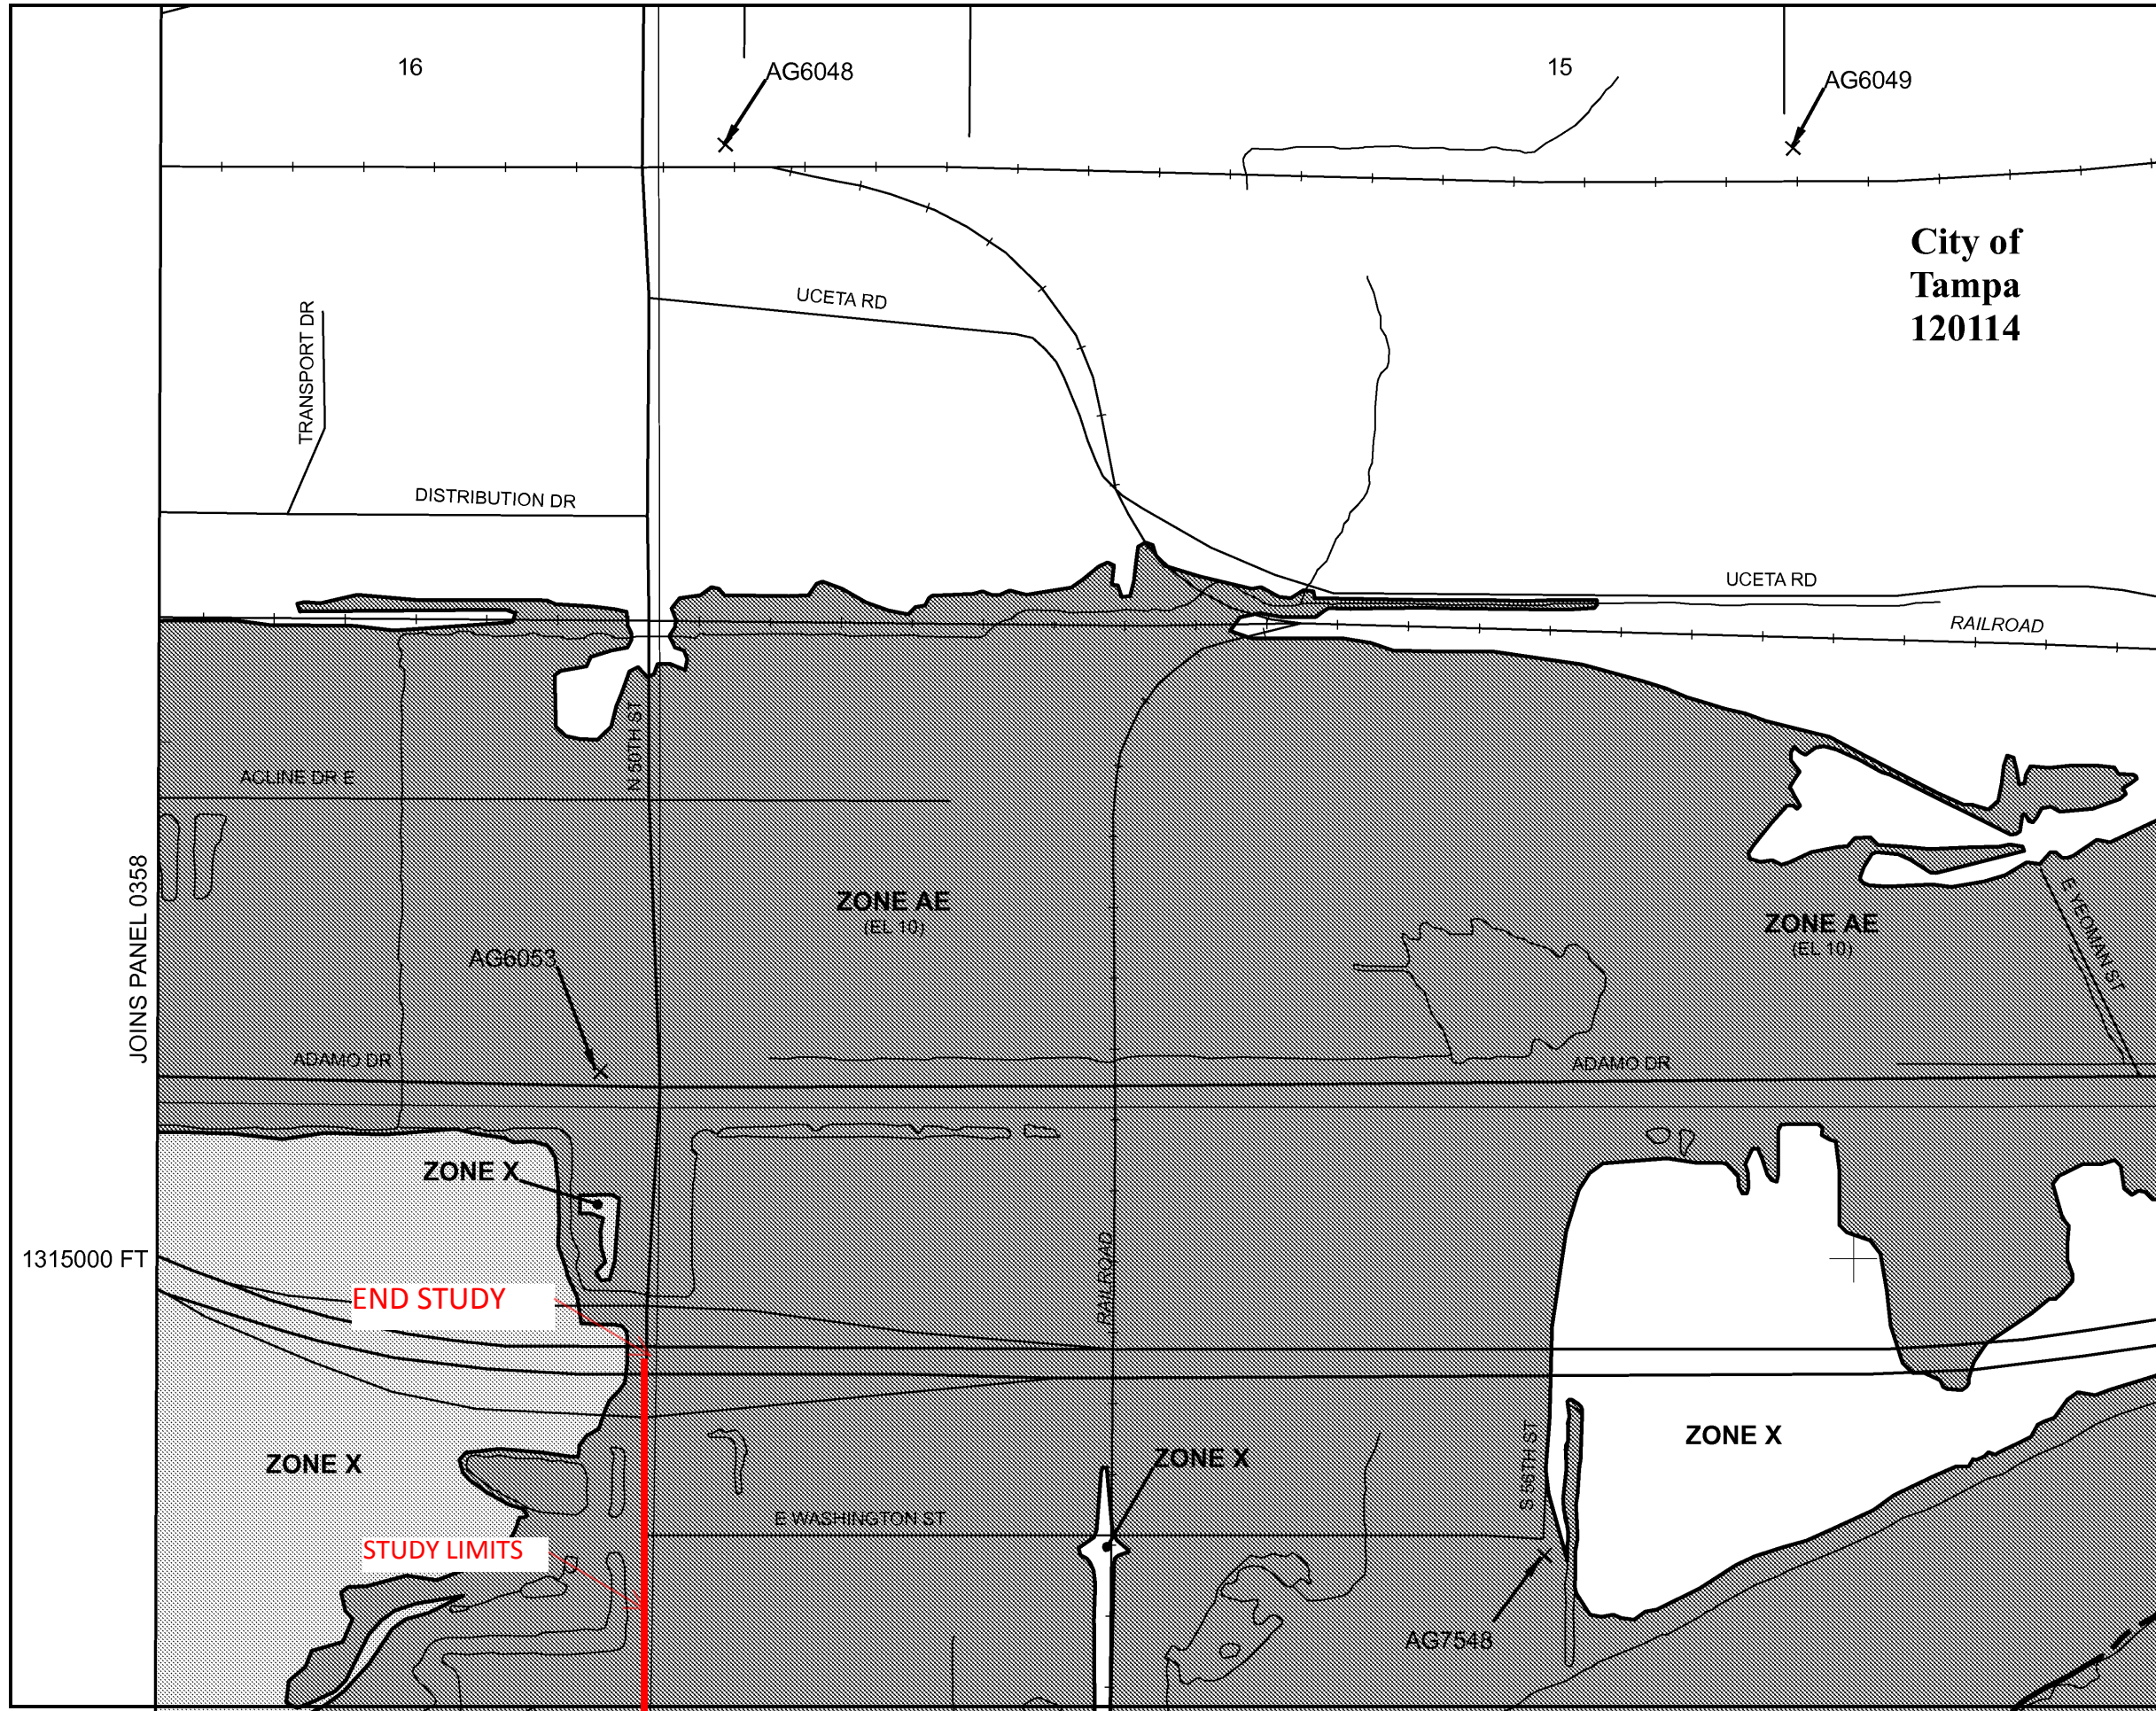 16
AG6048
15
AG6049
City of
Tampa
120114
UCETA RD
TRANSPORT DR
DISTRIBUTION DR
UCETA RD
RAILROAD
N 50TH ST
ACLINE DR E
JOINS PANEL 0358
ZONE AE
(EL 10)
ZONE AE
(EL 10)
E YEOMAN ST
AG6053
ADAMO DR
ADAMO DR
ZONE X
1315000 FT
END STUDY
RAILROAD
ZONE X
ZONE X
ZONE X
S 56TH ST
E WASHINGTON ST
STUDY LIMITS
AG7548